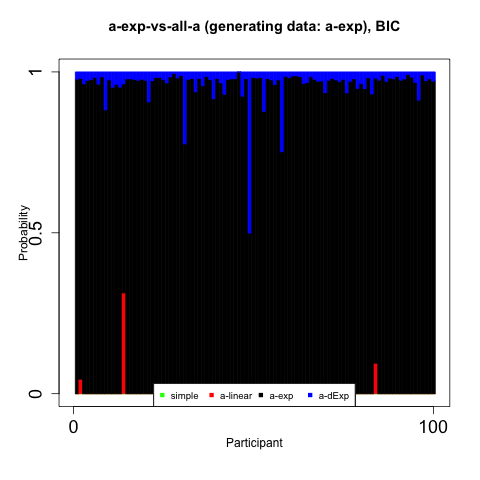 a-exp-vs-all-a (generating data: a-exp), BIC
1
0.5
0
Probability
simple a-linear a-exp a-dExp
0 100
Participant